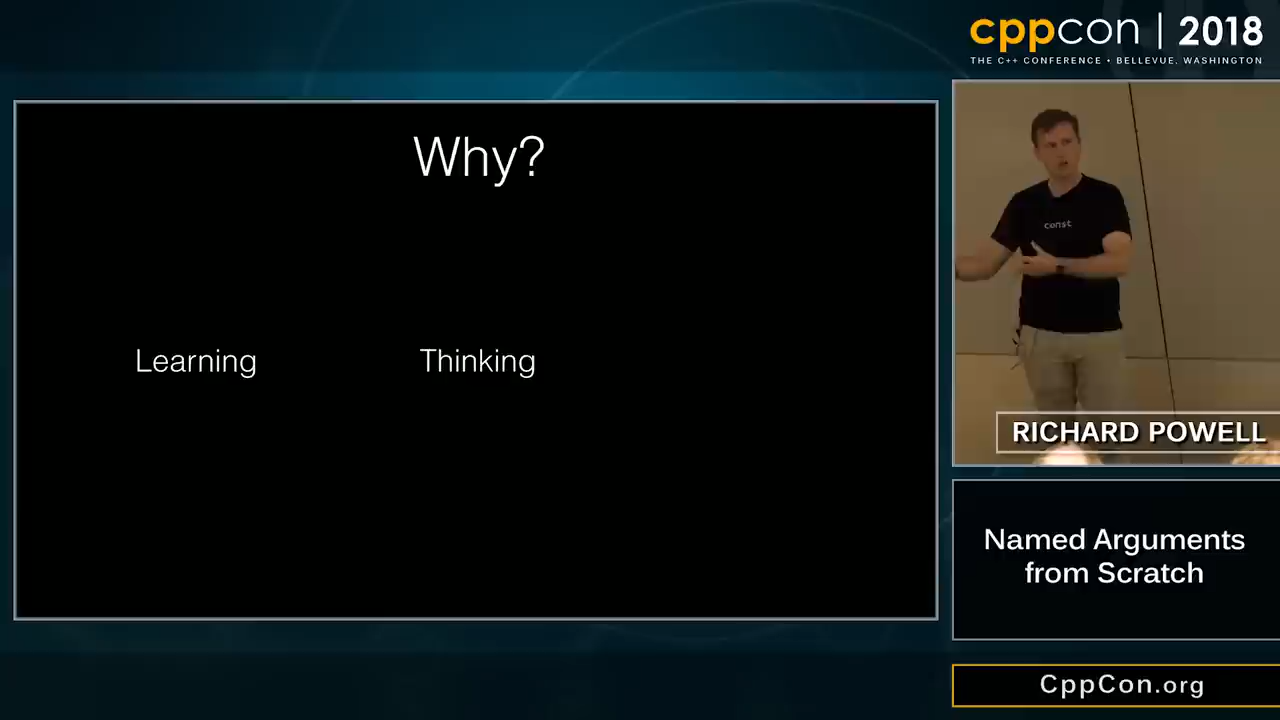 cppcon | 2018
THE C++ CONFERENCE • BELLEVUE, WASHINGTON
Why?
Learning
Thinking
const
RICHARD POWELL
Named Arguments
from Scratch
CppCon.org